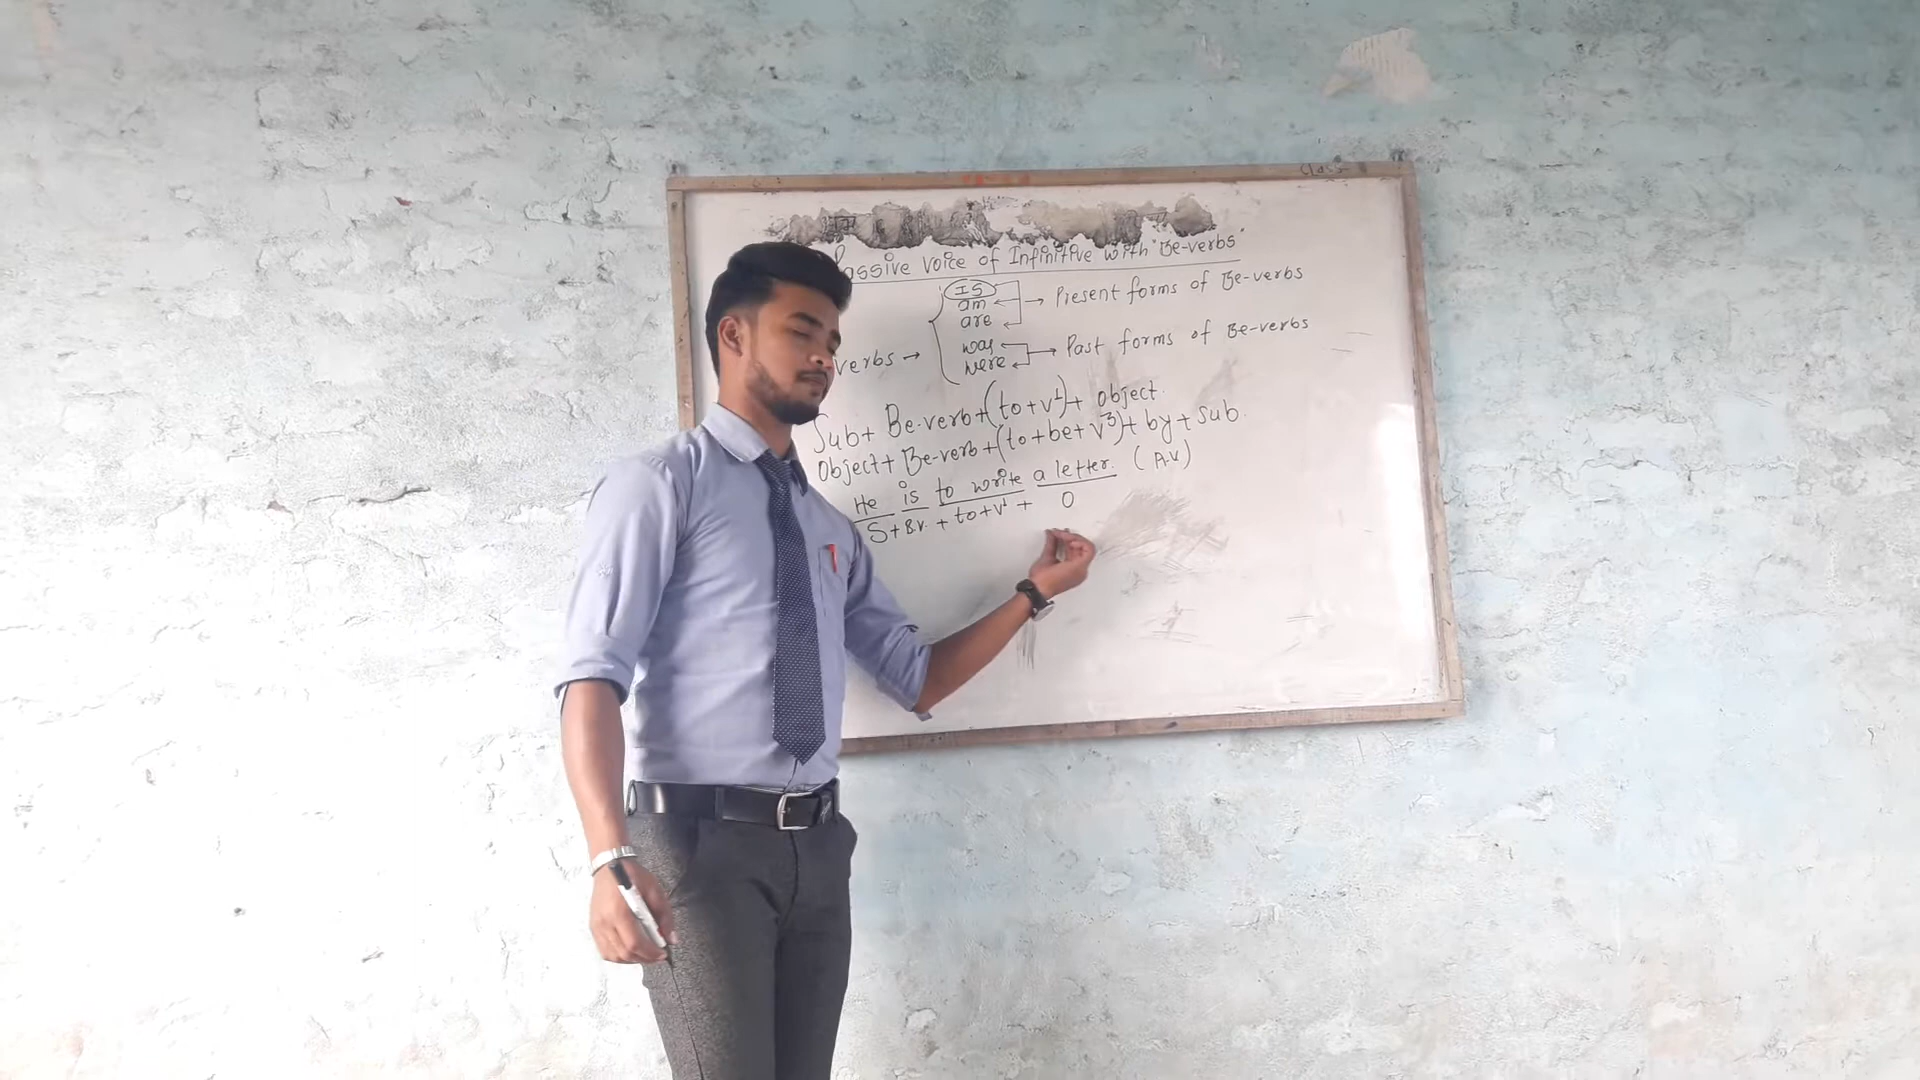 Class-
Passive Voice of Infinitive with "Be-verbs"
Is
am
are
→ Present forms of Be-verbs
verbs →
was
were
→ Past forms of Be-verbs
Sub + Be-verb + (to + v¹) + object.
Object + Be-verb + (to + be + v³) + by + Sub.
He is to write a letter. (A.V)
S + B.V. + to + v¹ + O